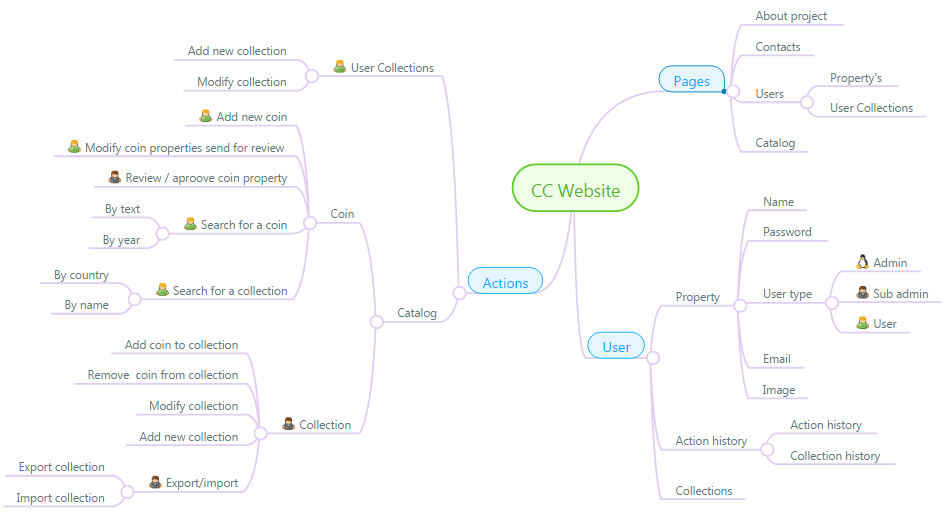 CC Website
Pages
About project
Contacts
Users
Property's
User Collections
Catalog
User
Property
Name
Password
User type
Admin
Sub admin
User
Email
Image
Action history
Action history
Collection history
Collections
Actions
User Collections
Add new collection
Modify collection
Catalog
Coin
Add new coin
Modify coin properties send for review
Review / aproove coin property
Search for a coin
By text
By year
Search for a collection
By country
By name
Collection
Add coin to collection
Remove coin from collection
Modify collection
Add new collection
Export/import
Export collection
Import collection